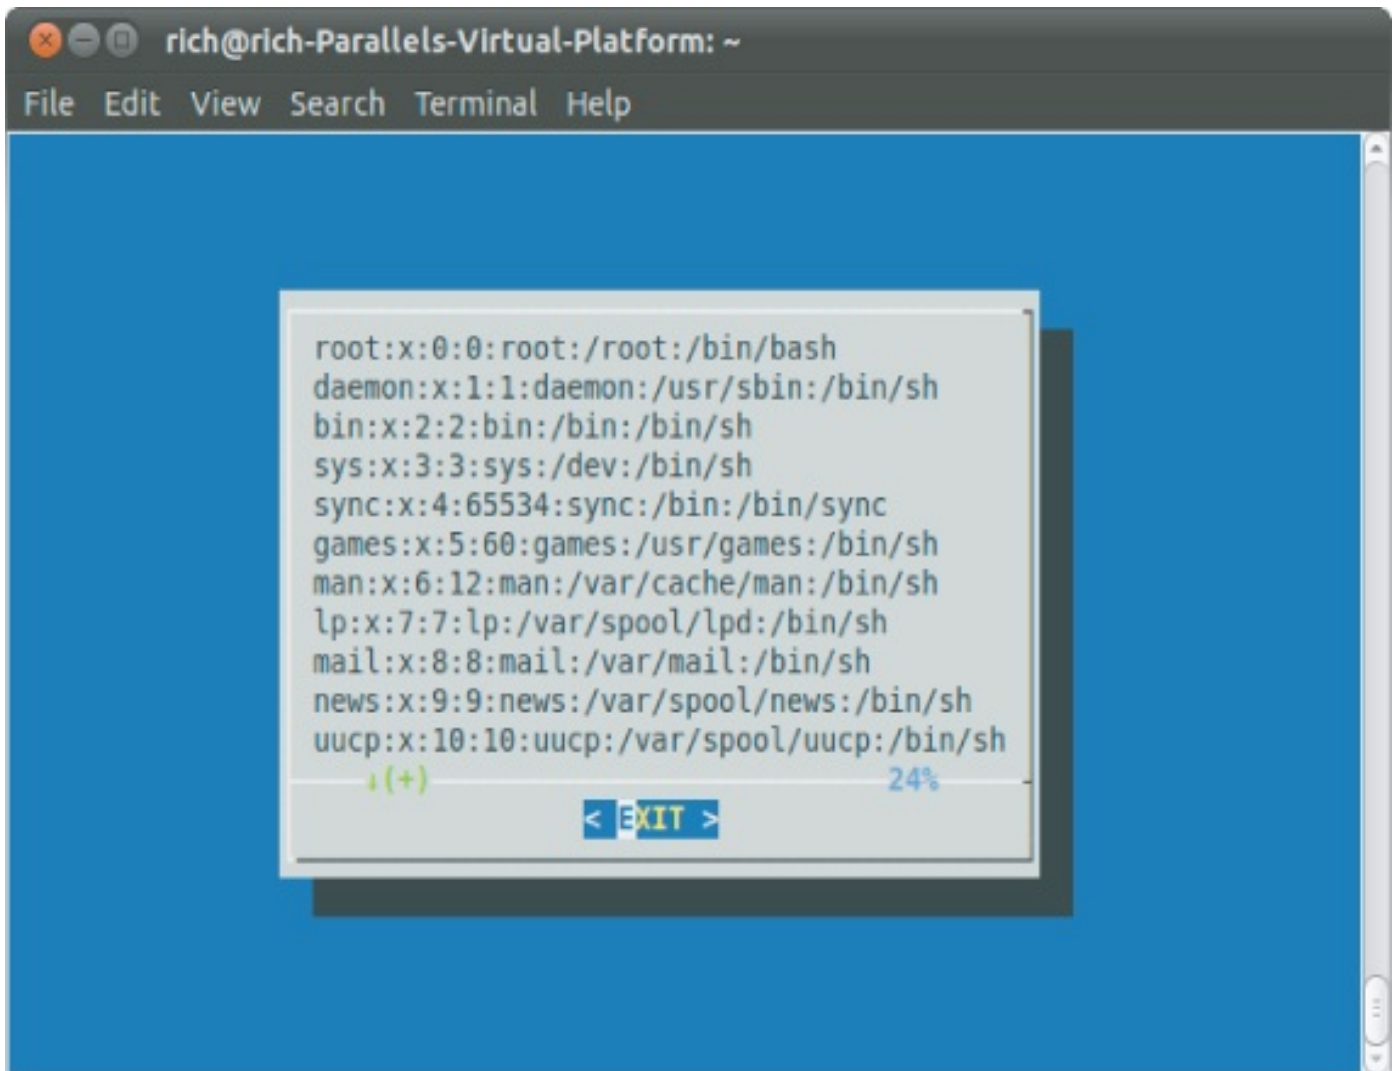 rich@rich-Parallels-Virtual-Platform: ~
File Edit View Search Terminal Help
root:x:0:0:root:/root:/bin/bash
daemon:x:1:1:daemon:/usr/sbin:/bin/sh
bin:x:2:2:bin:/bin:/bin/sh
sys:x:3:3:sys:/dev:/bin/sh
sync:x:4:65534:sync:/bin:/bin/sync
games:x:5:60:games:/usr/games:/bin/sh
man:x:6:12:man:/var/cache/man:/bin/sh
lp:x:7:7:lp:/var/spool/lpd:/bin/sh
mail:x:8:8:mail:/var/mail:/bin/sh
news:x:9:9:news:/var/spool/news:/bin/sh
uucp:x:10:10:uucp:/var/spool/uucp:/bin/sh
↓(+) 24%
< EXIT >